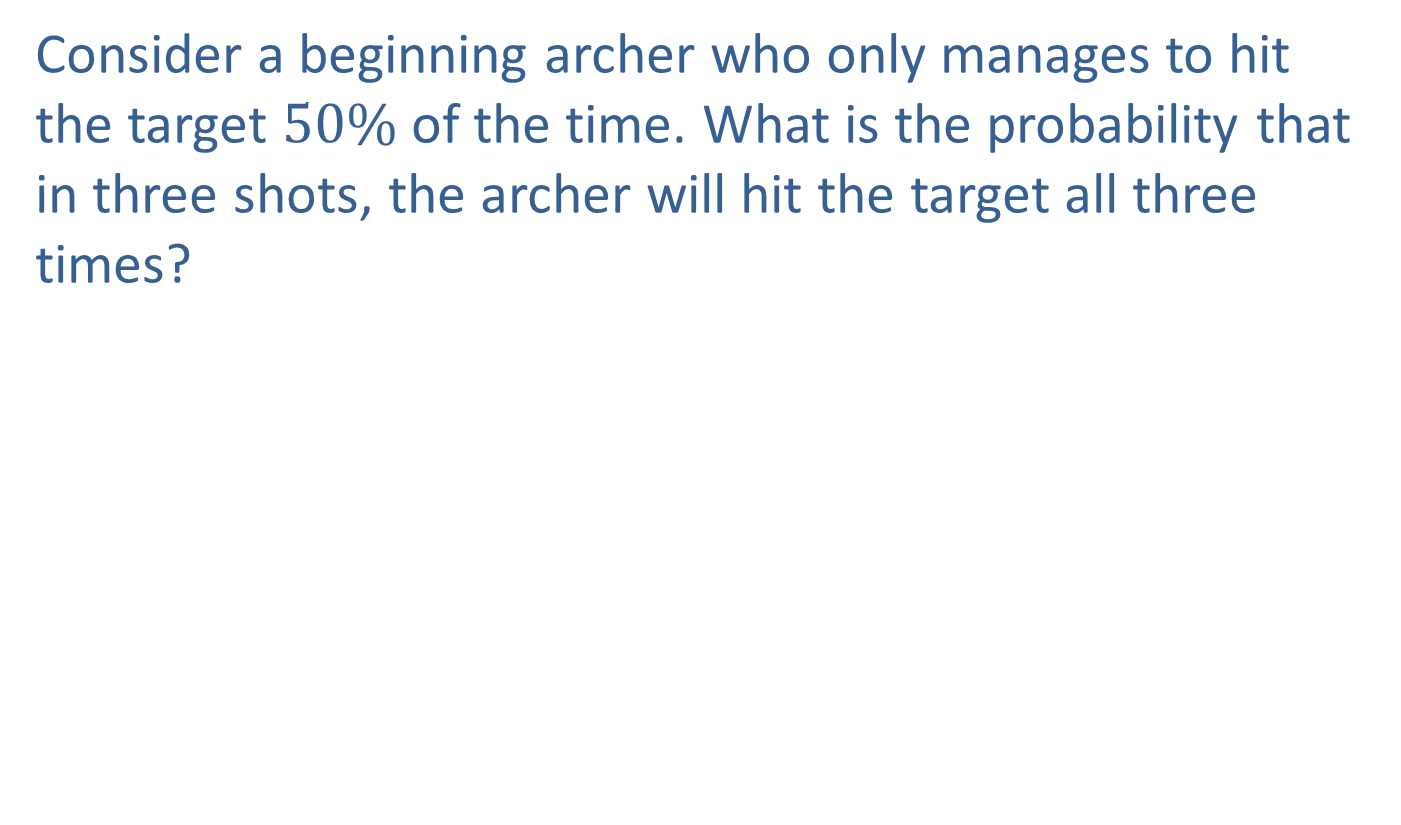 Consider a beginning archer who only manages to hit
the target 50% of the time. What is the probability that
in three shots, the archer will hit the target all three
times?